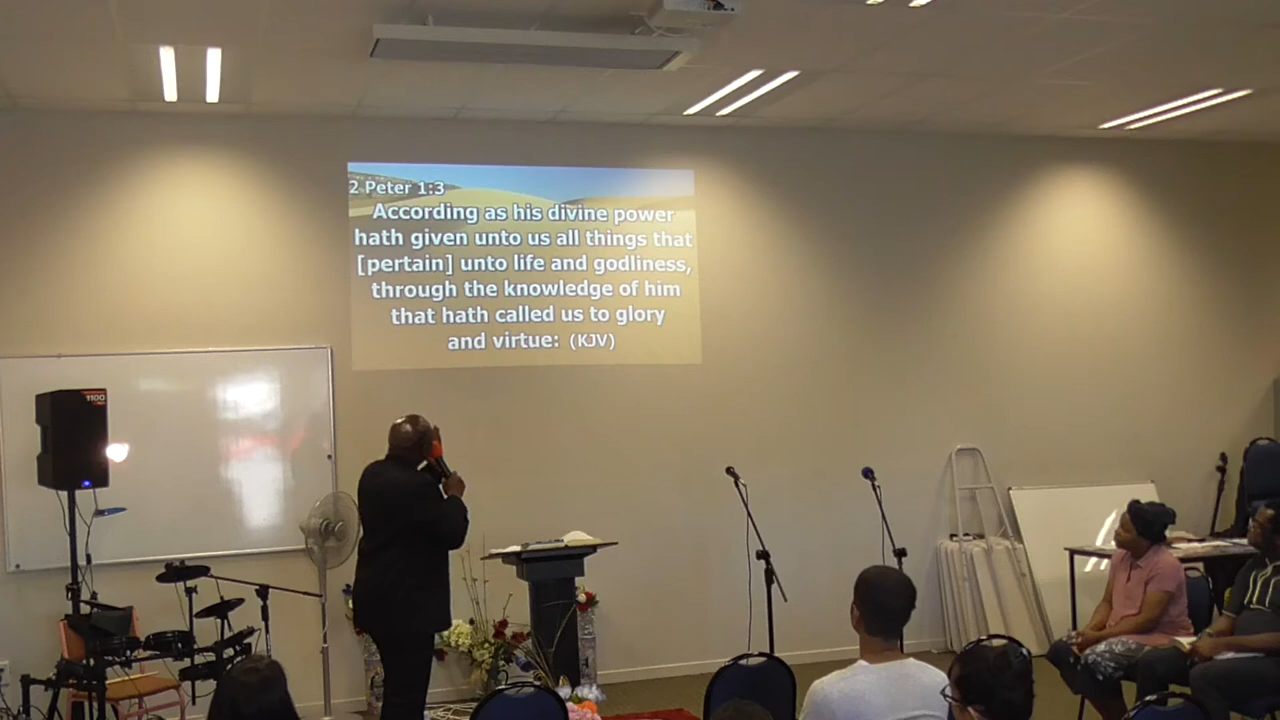 2 Peter 1:3
According as his divine power
hath given unto us all things that
[pertain] unto life and godliness,
through the knowledge of him
that hath called us to glory
and virtue: (KJV)
1100